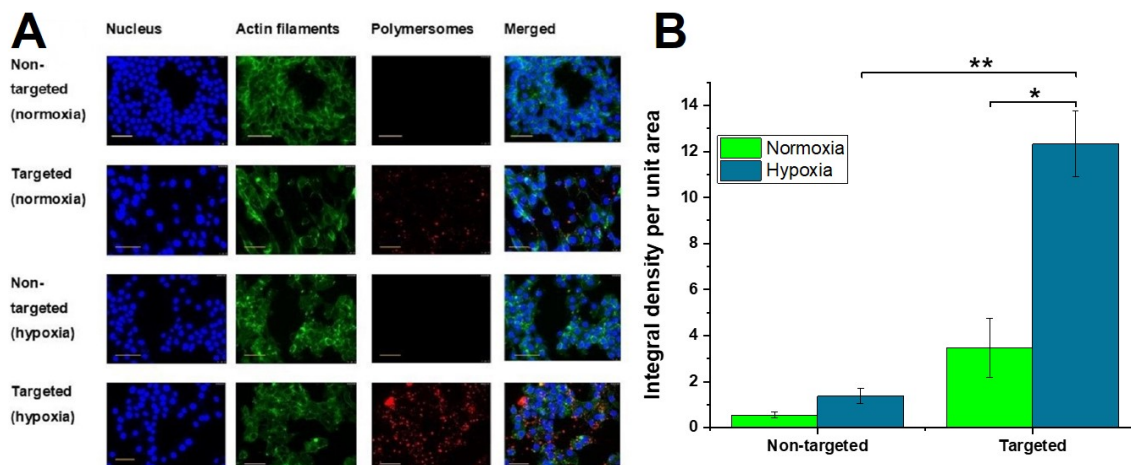 A
Nucleus Actin filaments Polymersomes Merged
Non-
targeted
(normoxia)
Targeted
(normoxia)
Non-
targeted
(hypoxia)
Targeted
(hypoxia)
B
**
*
Normoxia
Hypoxia
Integral density per unit area
14
12
10
8
6
4
2
0
Non-targeted Targeted